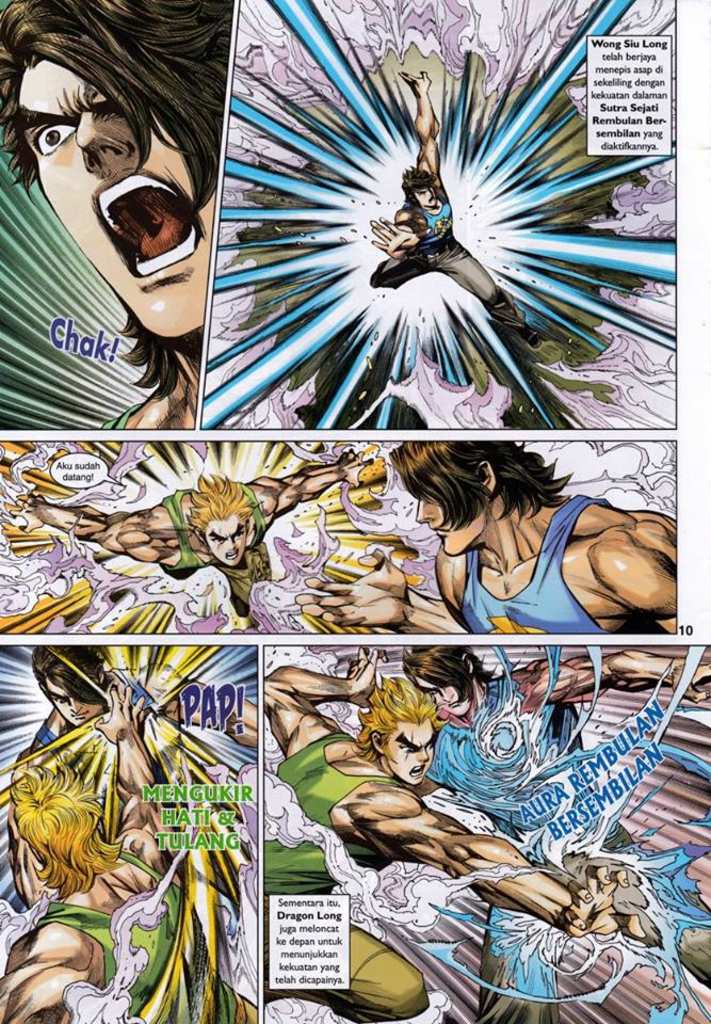 Wong Siu Long
telah berjaya
menepis asap di
sekeliling dengan
kekuatan dalaman
Sutra Sejati
Rembulan Ber-
sembilan yang
diaktifkannya.
Chak!
Aku sudah
datang!
10
PAP!
MENGUKIR
HATI &
TULANG
AURA REMBULAN
BERSEMBILAN
Sementara itu,
Dragon Long
juga meloncat
ke depan untuk
menunjukkan
kekuatan yang
telah dicapainya.